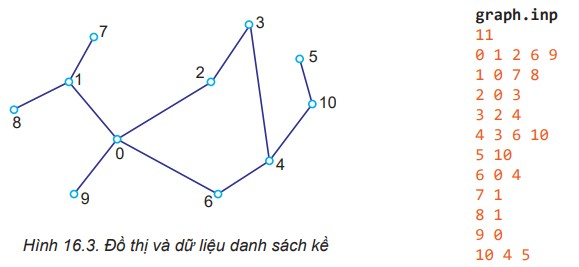 7
3
5
1
2
10
8
0
4
9
6
Hình 16.3. Đồ thị và dữ liệu danh sách kề
graph.inp
11
0 1 2 6 9
1 0 7 8
2 0 3
3 2 4
4 3 6 10
5 10
6 0 4
7 1
8 1
9 0
10 4 5